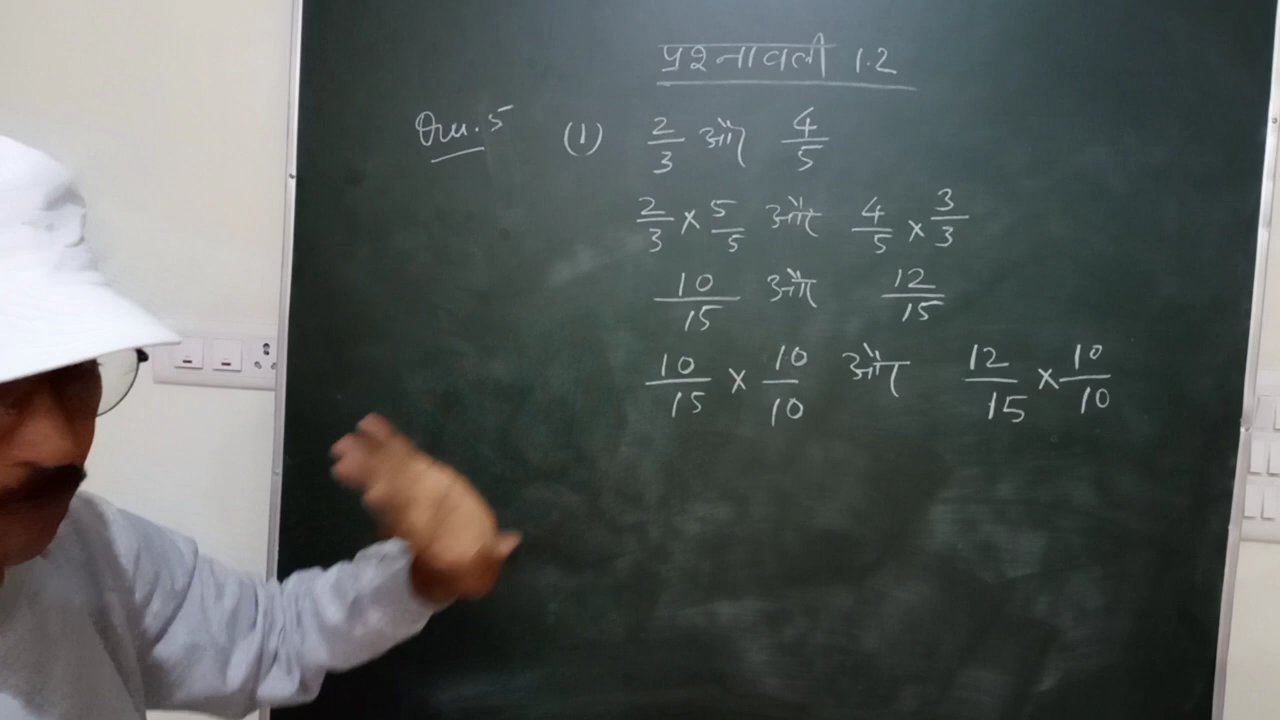 प्रश्नावली 1.2
Que. 5 (1) 2/3 और 4/5
2/3 × 5/5 और 4/5 × 3/3
10/15 और 12/15
10/15 × 10/10 और 12/15 × 10/10